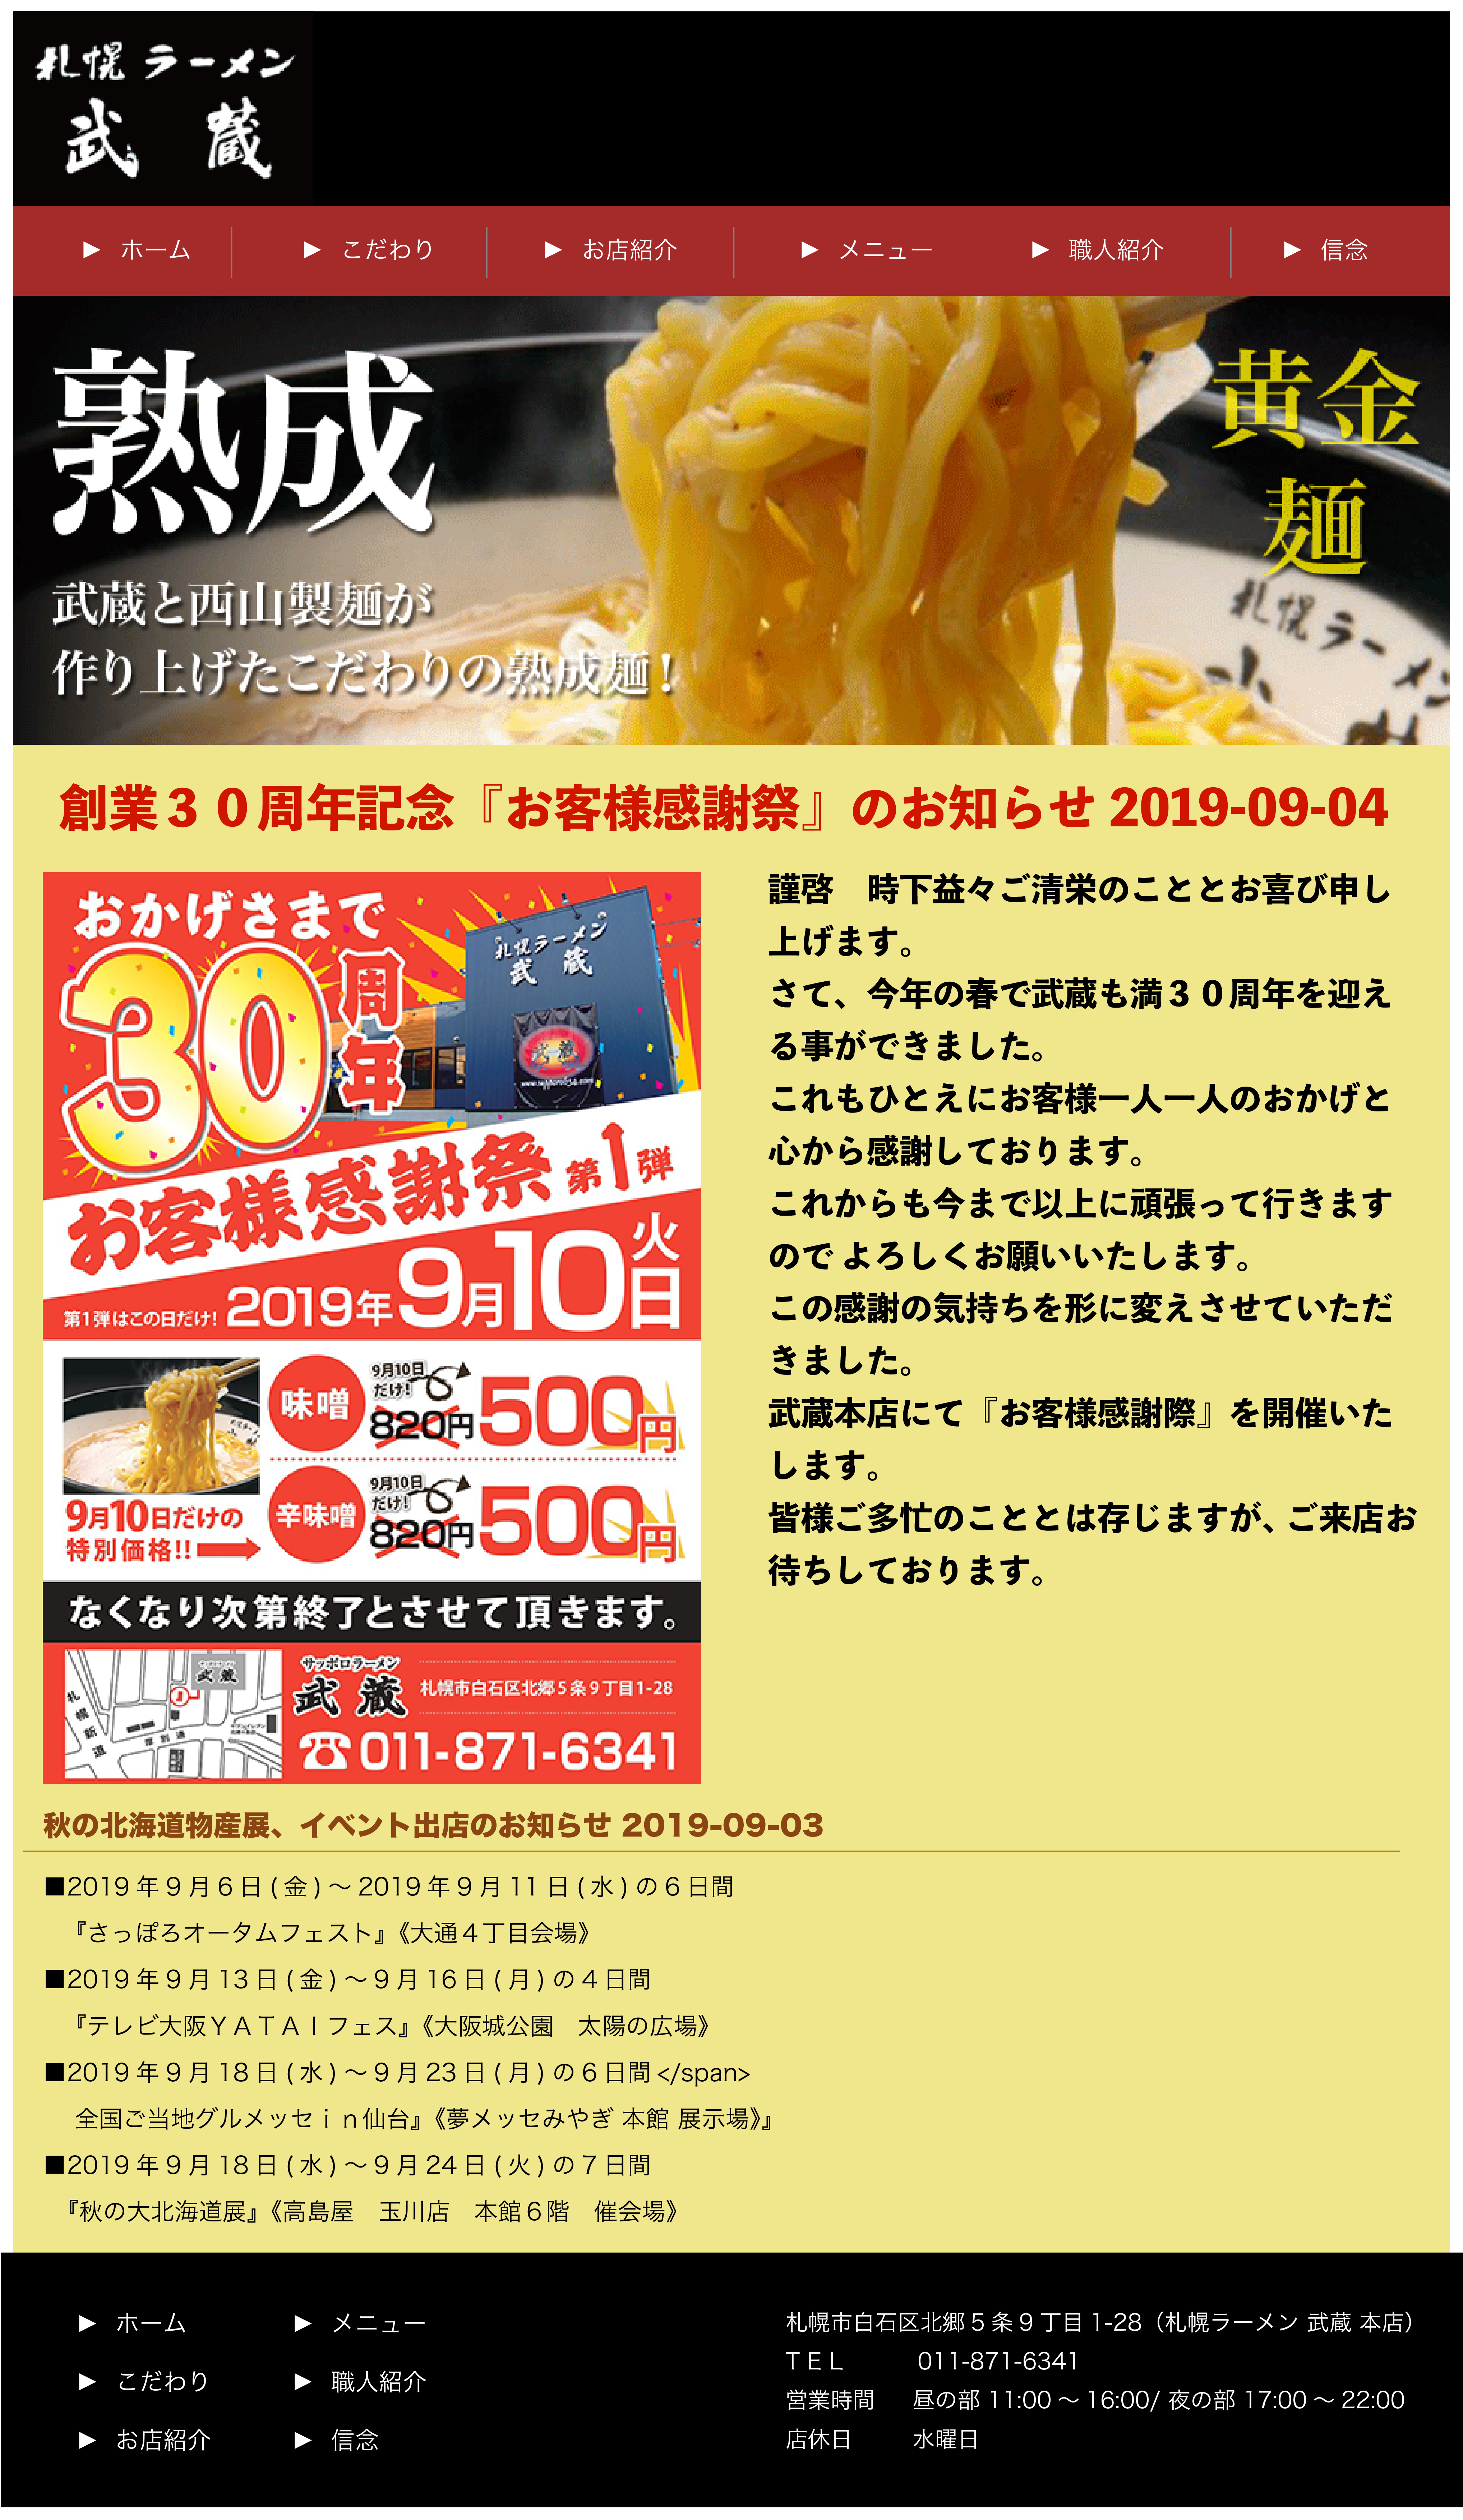 札幌 ラーメン
武 蔵
▶ ホーム ▶ こだわり ▶ お店紹介 ▶ メニュー ▶ 職人紹介 ▶ 信念
熟成
黄金
麺
武蔵と西山製麺が
作り上げたこだわりの熟成麺！
札幌ラーメン
創業３０周年記念『お客様感謝祭』のお知らせ 2019-09-04
おかげさまで
30周年
札幌ラーメン
武 蔵
武蔵
お客様感謝祭 第1弾
第1弾はこの日だけ! 2019年9月10日火
味噌 9月10日だけ! 820円 500円
辛味噌 9月10日だけ! 820円 500円
9月10日だけの
特別価格!!
なくなり次第終了とさせて頂きます。
武蔵
札幌新道
厚別通
サッポロラーメン
武 蔵
札幌市白石区北郷5条9丁目1-28
☎011-871-6341
謹啓　時下益々ご清栄のこととお喜び申し
上げます。
さて、今年の春で武蔵も満３０周年を迎え
る事ができました。
これもひとえにお客様一人一人のおかげと
心から感謝しております。
これからも今まで以上に頑張って行きます
ので よろしくお願いいたします。
この感謝の気持ちを形に変えさせていただ
きました。
武蔵本店にて『お客様感謝際』を開催いた
します。
皆様ご多忙のこととは存じますが、ご来店お
待ちしております。
秋の北海道物産展、イベント出店のお知らせ 2019-09-03
■2019 年 9 月 6 日 ( 金 ) ～ 2019 年 9 月 11 日 ( 水 ) の 6 日間
『さっぽろオータムフェスト』《大通４丁目会場》
■2019 年 9 月 13 日 ( 金 ) ～ 9 月 16 日 ( 月 ) の 4 日間
『テレビ大阪ＹＡＴＡＩフェス』《大阪城公園　太陽の広場》
■2019 年 9 月 18 日 ( 水 ) ～ 9 月 23 日 ( 月 ) の 6 日間 </span>
全国ご当地グルメッセｉｎ仙台』《夢メッセみやぎ 本館 展示場》』
■2019 年 9 月 18 日 ( 水 ) ～ 9 月 24 日 ( 火 ) の 7 日間
『秋の大北海道展』《高島屋　玉川店　本館６階　催会場》
▶ ホーム ▶ メニュー
▶ こだわり ▶ 職人紹介
▶ お店紹介 ▶ 信念
札幌市白石区北郷 5 条 9 丁目 1-28（札幌ラーメン 武蔵 本店）
ＴＥＬ 011-871-6341
営業時間 昼の部 11:00 ～ 16:00/ 夜の部 17:00 ～ 22:00
店休日 水曜日